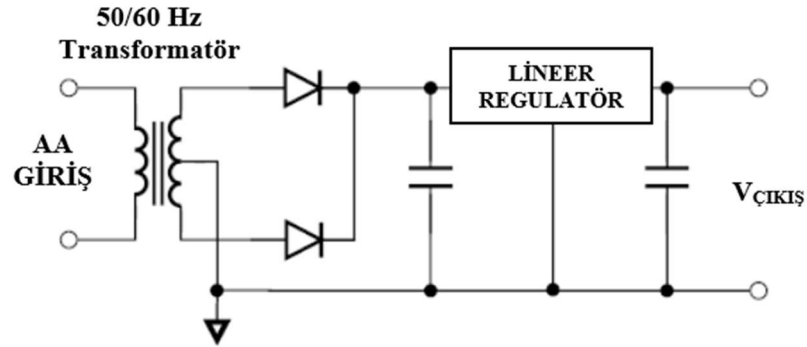 50/60 Hz
Transformatör
AA
GİRİŞ
LİNEER
REGULATÖR
VÇIKIŞ